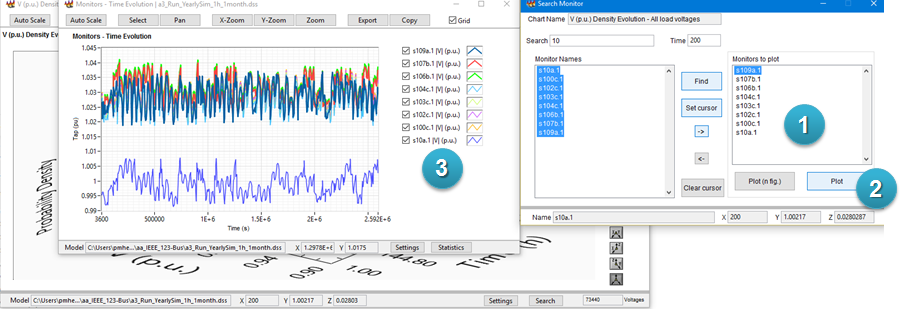 V (p.u.) Densi
Monitors - Time Evolution | a3_Run_YearlySim_1h_1month.dss
Auto Scale
V (p.u.) Density Evo
Auto Scale
Select
Pan
X-Zoom
Y-Zoom
Zoom
Export
Copy
Grid
Monitors - Time Evolution
Tap (pu)
1.045
1.04
1.035
1.03
1.025
1.02
1.015
1.01
1.005
1
0.995
0.99
3600
500000
1E+6
1.5E+6
2E+6
2.592E+6
Time (s)
s109a.1 |V| (p.u.)
s107b.1 |V| (p.u.)
s106b.1 |V| (p.u.)
s104c.1 |V| (p.u.)
s103c.1 |V| (p.u.)
s102c.1 |V| (p.u.)
s100c.1 |V| (p.u.)
s10a.1 |V| (p.u.)
3
Model
C:\Users\pmhe...\aa_IEEE_123-Bus\a3_Run_YearlySim_1h_1month.dss
X
1.2978E+6
Y
1.0175
Settings
Statistics
Probability Density
V (p.u.)
144.80
Time (h)
Model
C:\Users\pmhe...\aa_IEEE_123-Bus\a3_Run_YearlySim_1h_1month.dss
X
200
Y
1.00217
Z
0.02803
Settings
Search
73440
Voltages
Search Monitor
Chart Name
V (p.u.) Density Evolution - All load voltages
Search
10
Time
200
Monitor Names
s10a.1
s100c.1
s102c.1
s103c.1
s104c.1
s106b.1
s107b.1
s109a.1
Find
Set cursor
->
<-
Clear cursor
Monitors to plot
s109a.1
s107b.1
s106b.1
s104c.1
s103c.1
s102c.1
s100c.1
s10a.1
1
Plot (n fig.)
Plot
2
Name
s10a.1
X
200
Y
1.00217
Z
0.0280287